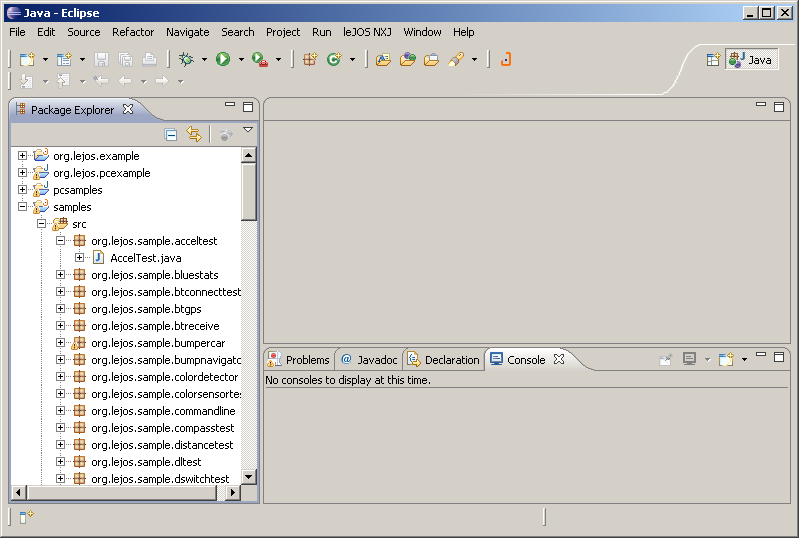 Java - Eclipse
File Edit Source Refactor Navigate Search Project Run leJOS NXJ Window Help
Java
Package Explorer
org.lejos.example
org.lejos.pcexample
pcsamples
samples
src
org.lejos.sample.acceltest
AccelTest.java
org.lejos.sample.bluestats
org.lejos.sample.btconnecttest
org.lejos.sample.btgps
org.lejos.sample.btreceive
org.lejos.sample.bumpercar
org.lejos.sample.bumpnavigato
org.lejos.sample.colordetector
org.lejos.sample.colorsensortes
org.lejos.sample.commandline
org.lejos.sample.compasstest
org.lejos.sample.distancetest
org.lejos.sample.dltest
org.lejos.sample.dswitchtest
Problems @ Javadoc Declaration Console
No consoles to display at this time.